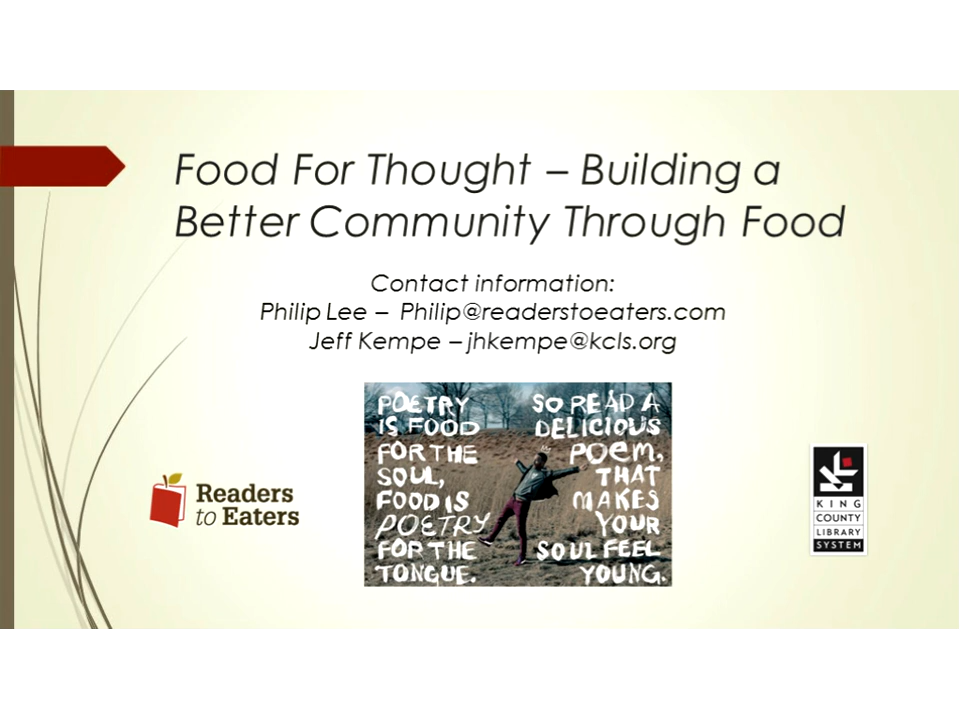 Food For Thought – Building a
Better Community Through Food
Contact information:
Philip Lee – Philip@readerstoeaters.com
Jeff Kempe – jhkempe@kcls.org
POETRY
IS FOOD
FOR THE
SOUL,
FOOD IS
POETRY
FOR THE
TONGUE.
SO READ A
DELICIOUS
POEM,
THAT
MAKES
YOUR
SOUL FEEL
YOUNG.
Readers
to Eaters
KING
COUNTY
LIBRARY
SYSTEM